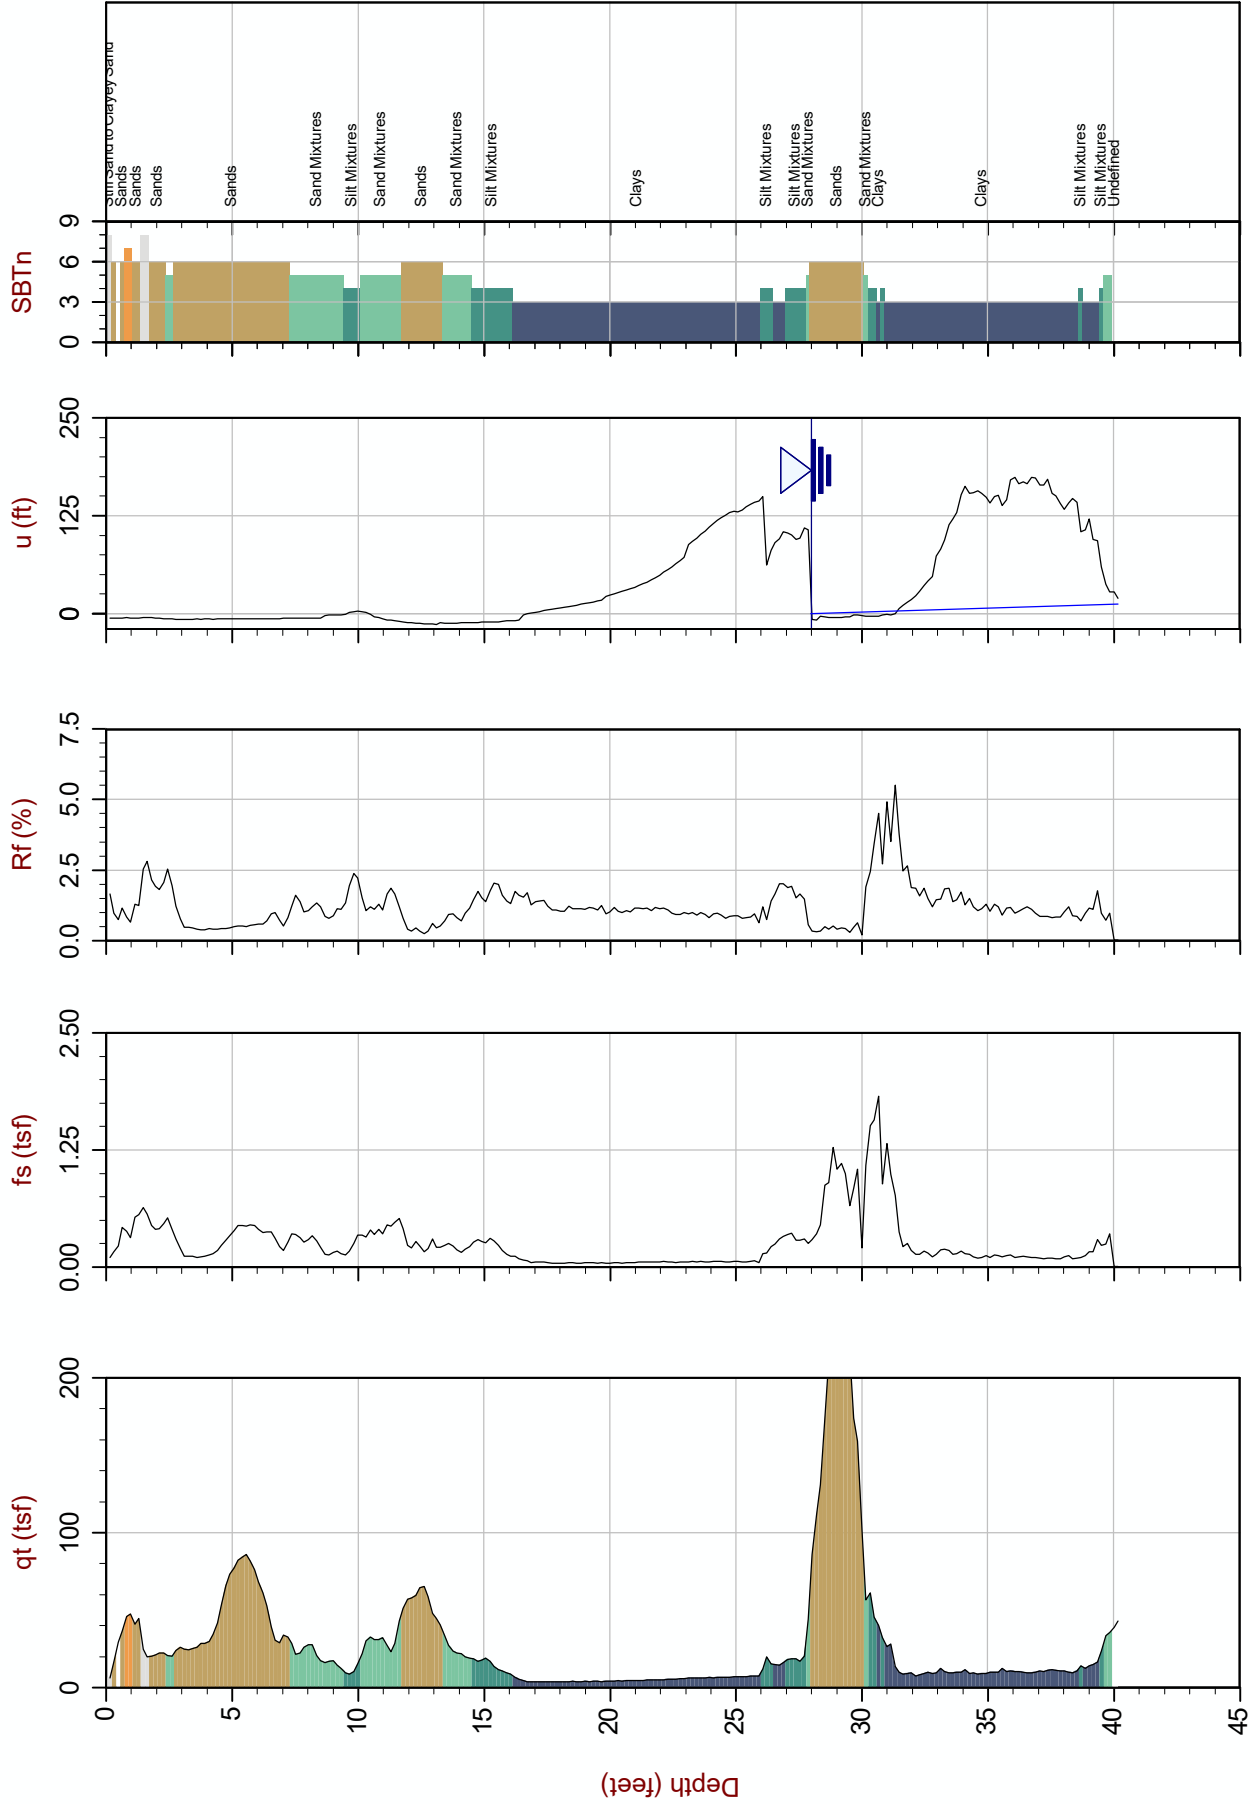 qt (tsf)
fs (tsf)
Rf (%)
u (ft)
SBTn
0 100 200
0.00 1.25 2.50
0.0 2.5 5.0 7.5
0 125 250
0 3 6 9
Depth (feet)
0
5
10
15
20
25
30
35
40
45
Stiff Sand to Clayey Sand
Sands
Sands
Sands
Sands
Sand Mixtures
Silt Mixtures
Sand Mixtures
Sands
Sand Mixtures
Silt Mixtures
Clays
Silt Mixtures
Silt Mixtures
Sand Mixtures
Sands
Sand Mixtures
Clays
Clays
Silt Mixtures
Silt Mixtures
Undefined